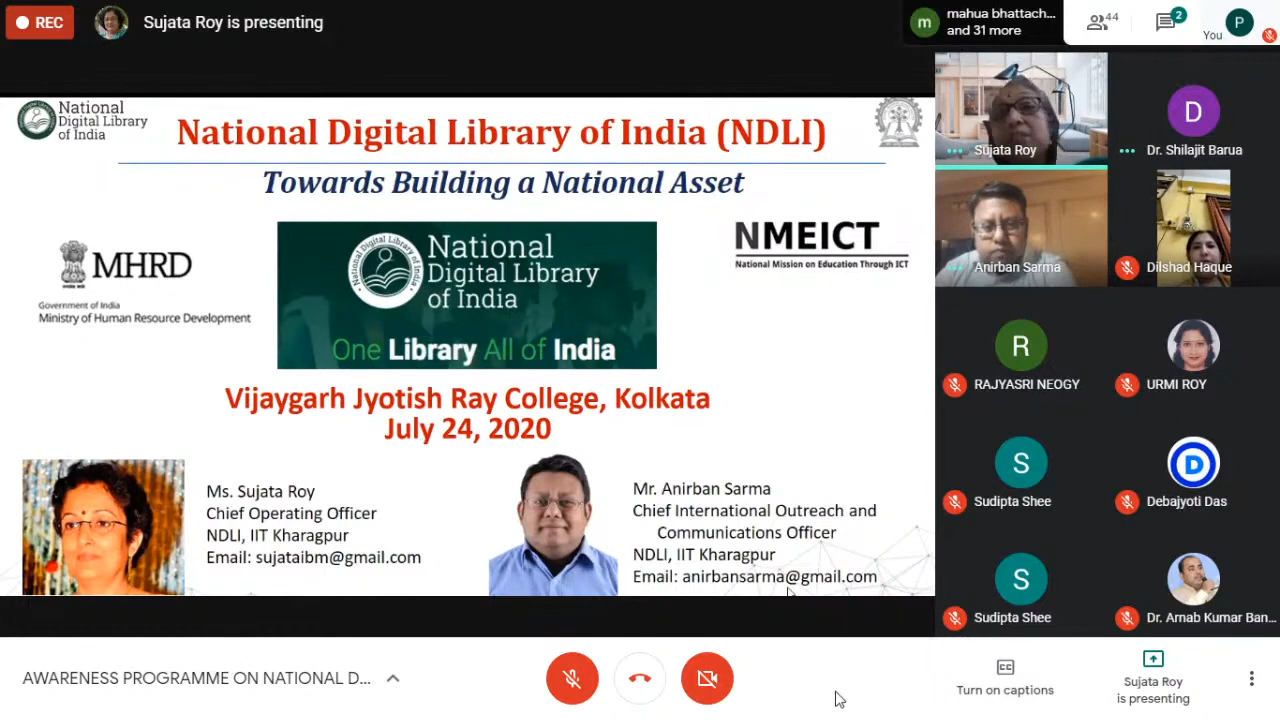 REC
Sujata Roy is presenting
m
mahua bhattach...
and 31 more
44
2
You
P
National
Digital Library
of India
National Digital Library of India (NDLI)
Towards Building a National Asset
MHRD
Government of India
Ministry of Human Resource Development
National
Digital Library
of India
One Library All of India
NMEICT
National Mission on Education Through ICT
Vijaygarh Jyotish Ray College, Kolkata
July 24, 2020
Ms. Sujata Roy
Chief Operating Officer
NDLI, IIT Kharagpur
Email: sujataibm@gmail.com
Mr. Anirban Sarma
Chief International Outreach and
Communications Officer
NDLI, IIT Kharagpur
Email: anirbansarma@gmail.com
Sujata Roy
D
Dr. Shilajit Barua
Anirban Sarma
Dilshad Haque
R
RAJYASRI NEOGY
URMI ROY
S
Sudipta Shee
D
Debajyoti Das
S
Sudipta Shee
Dr. Arnab Kumar Ban...
AWARENESS PROGRAMME ON NATIONAL D...
CC
Turn on captions
Sujata Roy
is presenting